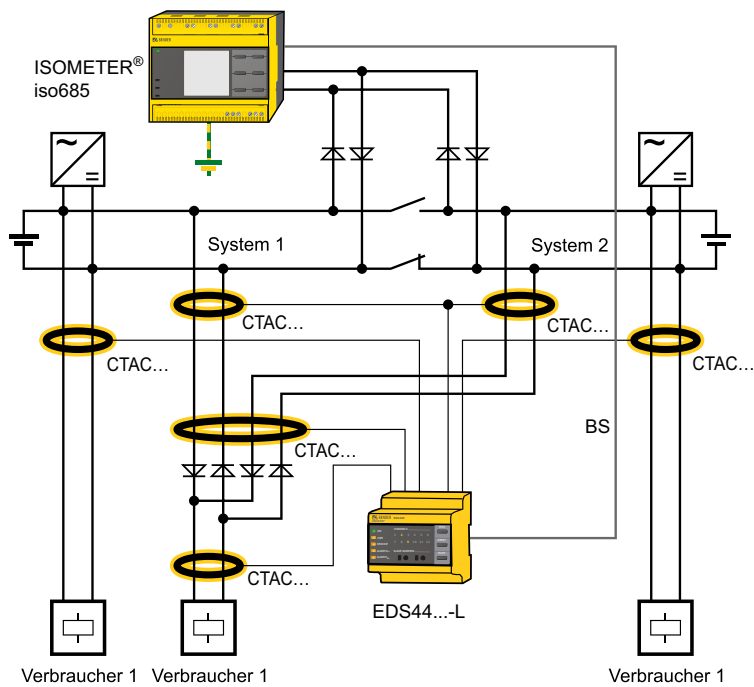 ISOMETER®
iso685
BENDER
~
=
~
=
System 1
System 2
CTAC...
CTAC...
CTAC...
CTAC...
CTAC...
BS
CTAC...
EDS44...-L
Verbraucher 1
Verbraucher 1
Verbraucher 1